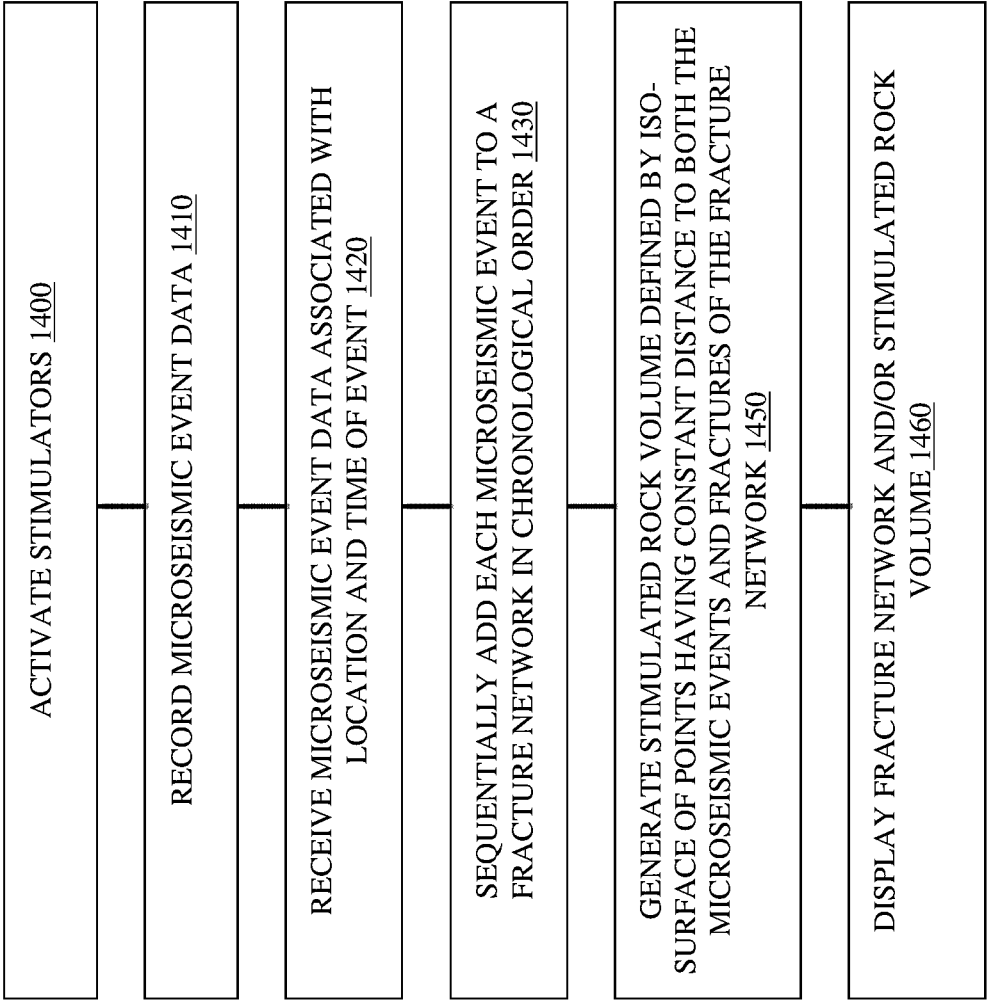 ACTIVATE STIMULATORS 1400
RECORD MICROSEISMIC EVENT DATA 1410
RECEIVE MICROSEISMIC EVENT DATA ASSOCIATED WITH
LOCATION AND TIME OF EVENT 1420
SEQUENTIALLY ADD EACH MICROSEISMIC EVENT TO A
FRACTURE NETWORK IN CHRONOLOGICAL ORDER 1430
GENERATE STIMULATED ROCK VOLUME DEFINED BY ISO-
SURFACE OF POINTS HAVING CONSTANT DISTANCE TO BOTH THE
MICROSEISMIC EVENTS AND FRACTURES OF THE FRACTURE
NETWORK 1450
DISPLAY FRACTURE NETWORK AND/OR STIMULATED ROCK
VOLUME 1460